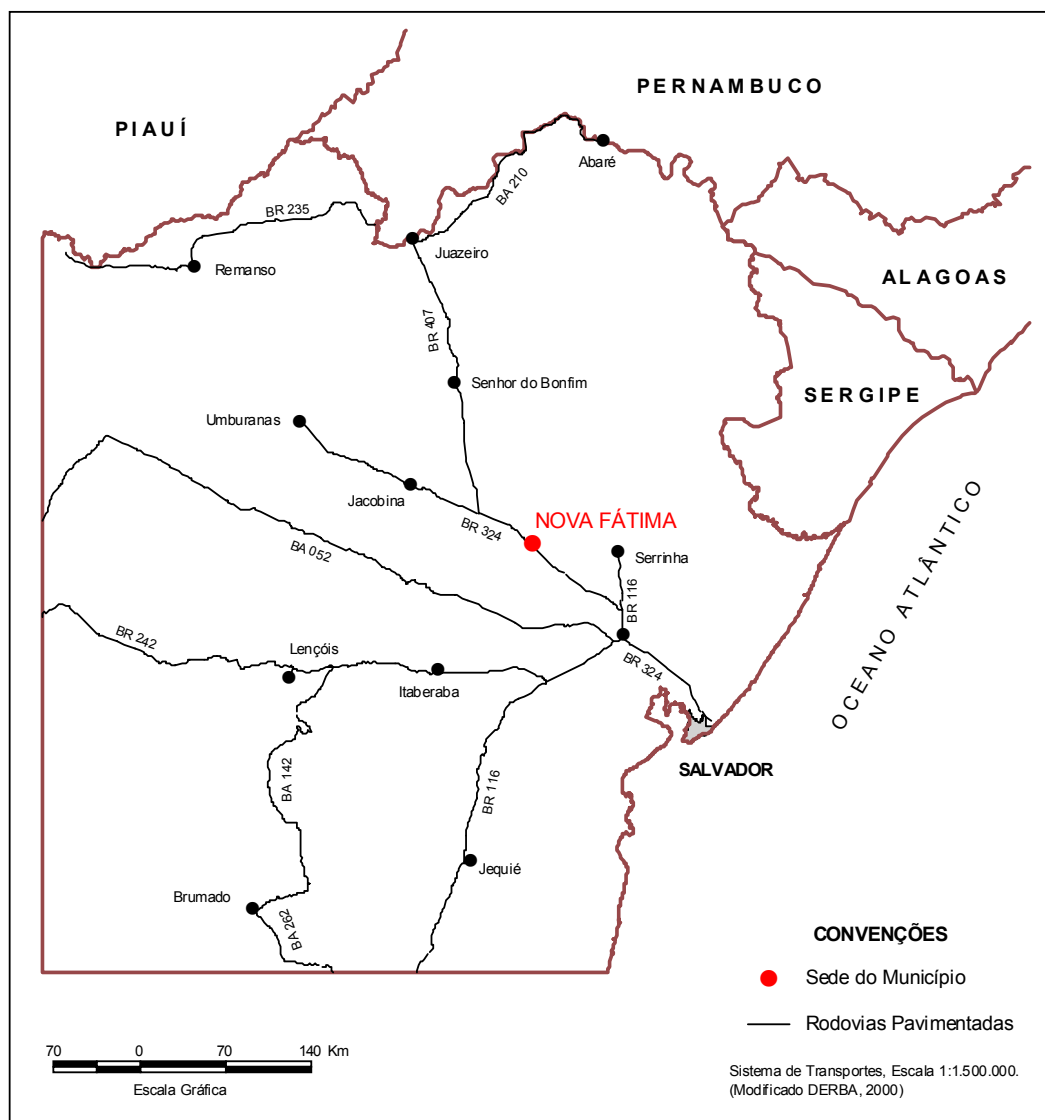 PERNAMBUCO
PIAUÍ
Abaré
BA 210
BR 235
Juazeiro
Remanso
ALAGOAS
BR 407
Senhor do Bonfim
SERGIPE
Umburanas
Jacobina
NOVA FÁTIMA
BR 324
Serrinha
BA 052
BR 116
OCEANO ATLÂNTICO
BR 242
Lençóis
Itaberaba
BR 324
SALVADOR
BA 142
BR 116
Jequié
Brumado
BA 262
CONVENÇÕES
Sede do Município
Rodovias Pavimentadas
70 0 70 140 Km
Escala Gráfica
Sistema de Transportes, Escala 1:1.500.000.
(Modificado DERBA, 2000)